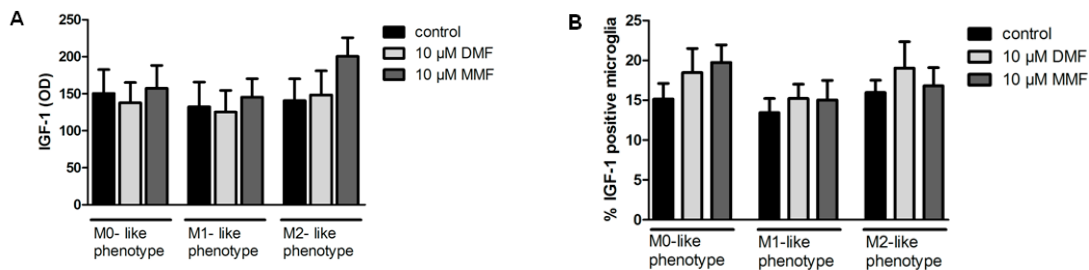 A
IGF-1 (OD)
250
200
150
100
50
0
M0- like
phenotype
M1- like
phenotype
M2- like
phenotype
control
10 µM DMF
10 µM MMF
B
% IGF-1 positive microglia
25
20
15
10
5
0
M0-like
phenotype
M1-like
phenotype
M2-like
phenotype
control
10 µM DMF
10 µM MMF